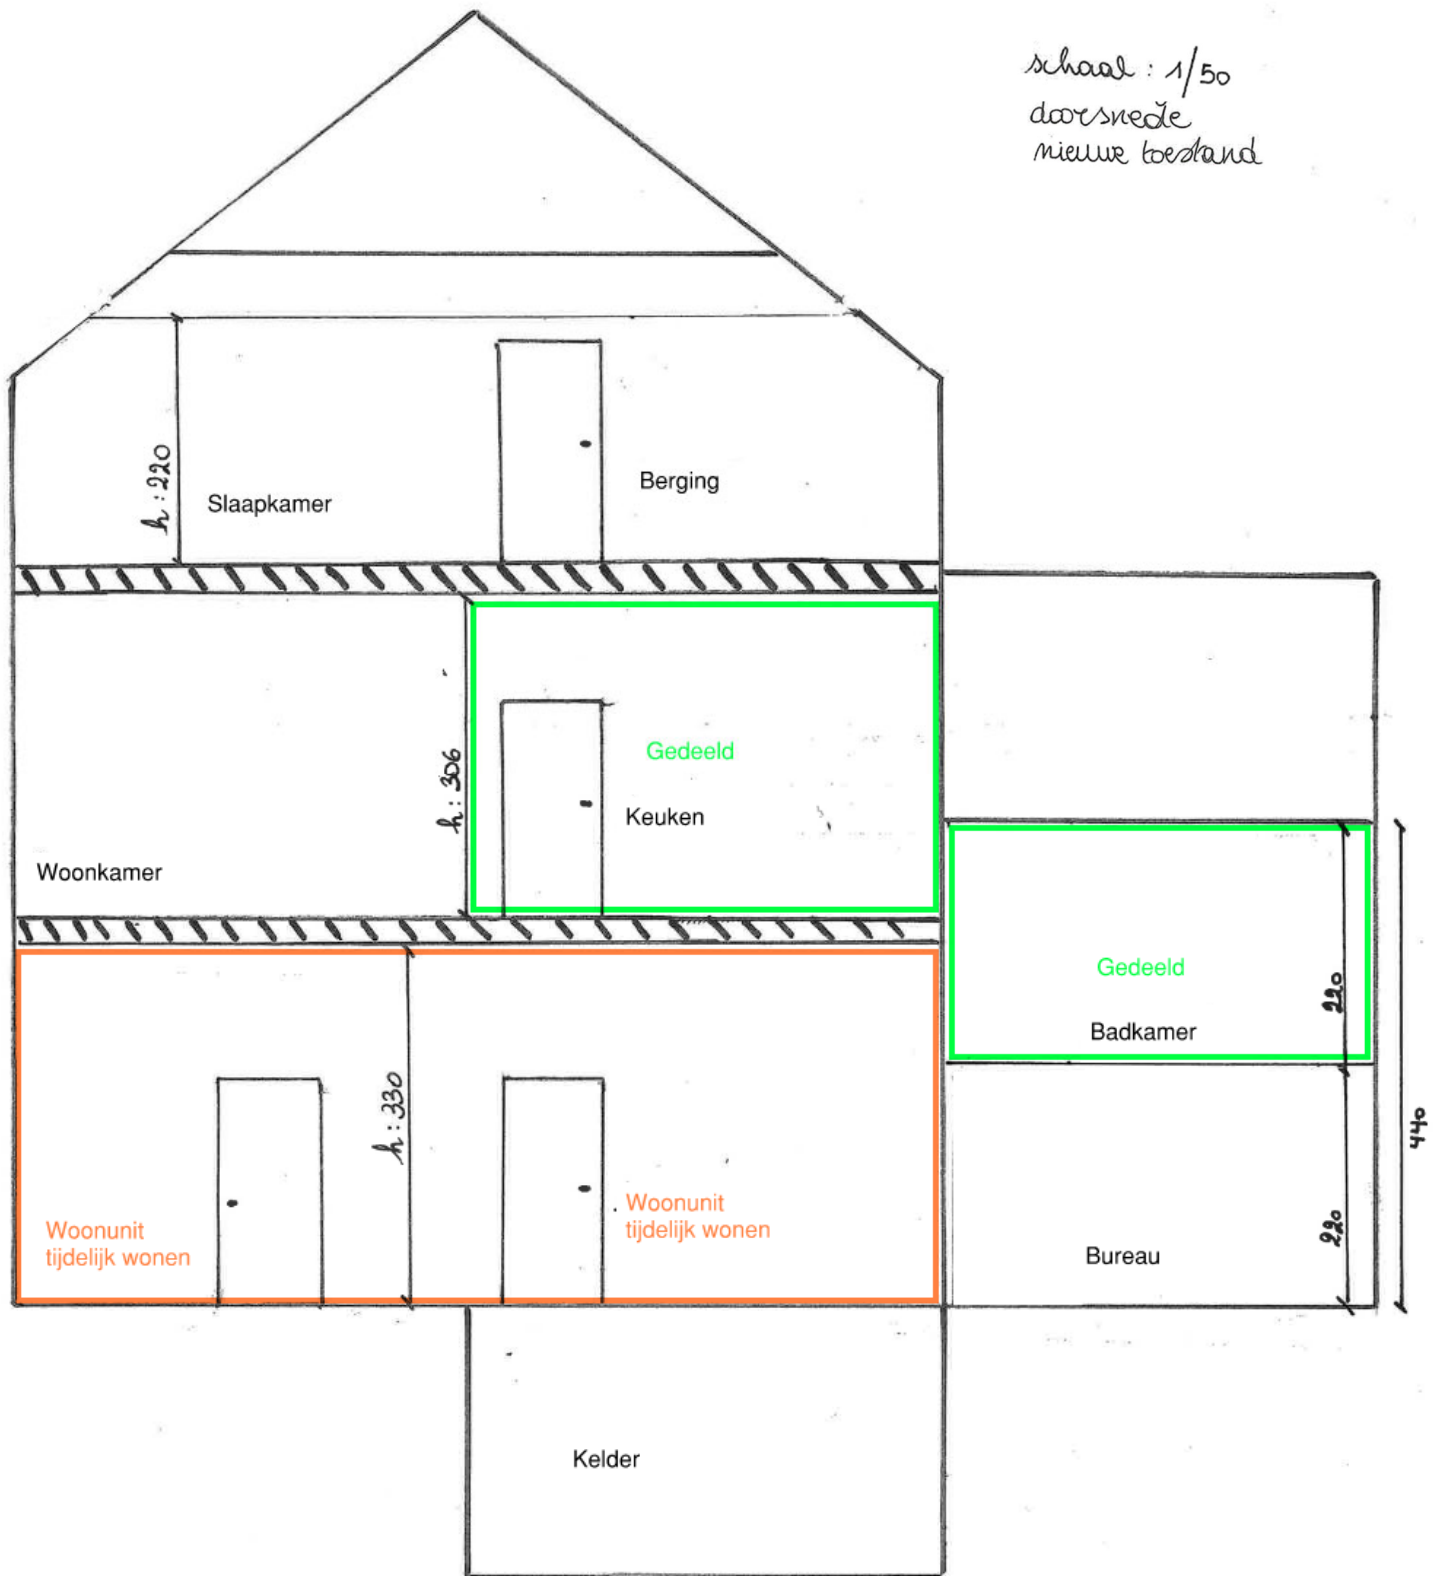 schaal : 1/50
doorsnede
nieuwe toestand
h : 220
Slaapkamer
Berging
h : 306
Gedeeld
Keuken
Woonkamer
Gedeeld
Badkamer
220
440
h : 330
Woonunit
tijdelijk wonen
Woonunit
tijdelijk wonen
Bureau
220
Kelder